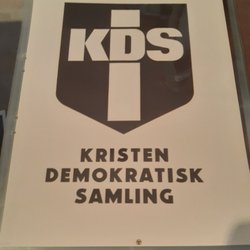 KDS
KRISTEN
DEMOKRATISK
SAMLING